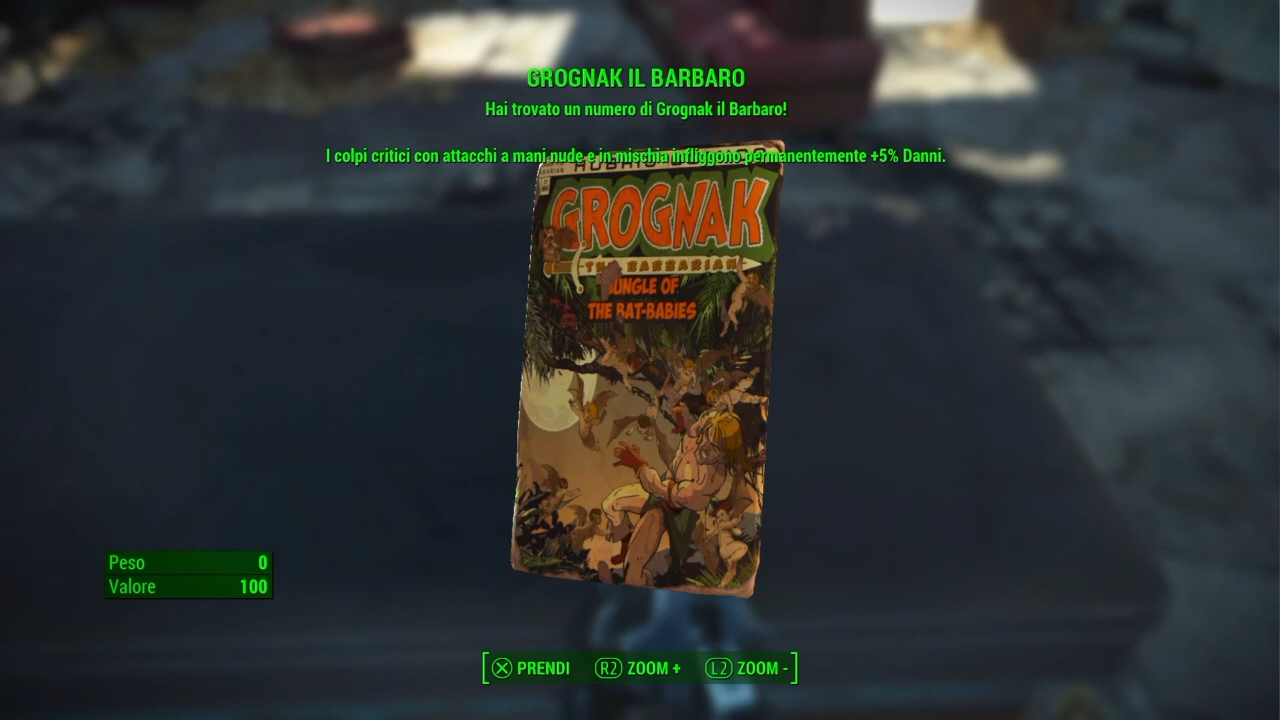 GROGNAK IL BARBARO
Hai trovato un numero di Grognak il Barbaro!
I colpi critici con attacchi a mani nude e in mischia infliggono permanentemente +5% Danni.
GROGNAK
THE BARBARIAN
JUNGLE OF
THE BAT-BABIES
Peso 0
Valore 100
PRENDI R2 ZOOM + L2 ZOOM -